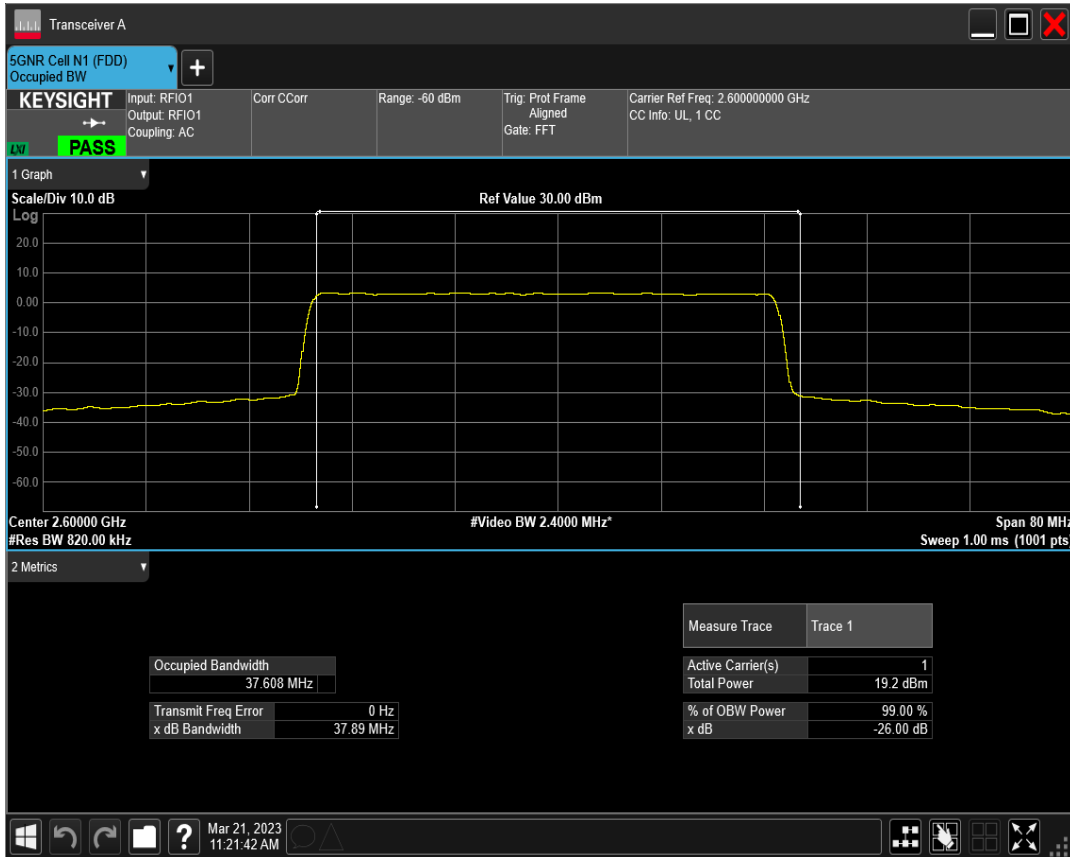 Transceiver A
5GNR Cell N1 (FDD)
Occupied BW
+
KEYSIGHT
LXI
PASS
Input: RFIO1
Output: RFIO1
Coupling: AC
Corr CCorr
Range: -60 dBm
Trig: Prot Frame
Aligned
Gate: FFT
Carrier Ref Freq: 2.600000000 GHz
CC Info: UL, 1 CC
1 Graph
Scale/Div 10.0 dB
Ref Value 30.00 dBm
Log
20.0
10.0
0.00
-10.0
-20.0
-30.0
-40.0
-50.0
-60.0
Center 2.60000 GHz
#Video BW 2.4000 MHz*
Span 80 MHz
#Res BW 820.00 kHz
Sweep 1.00 ms (1001 pts)
2 Metrics
Measure Trace Trace 1
Occupied Bandwidth
37.608 MHz
Active Carrier(s) 1
Total Power 19.2 dBm
Transmit Freq Error 0 Hz
x dB Bandwidth 37.89 MHz
% of OBW Power 99.00 %
x dB -26.00 dB
?
Mar 21, 2023
11:21:42 AM